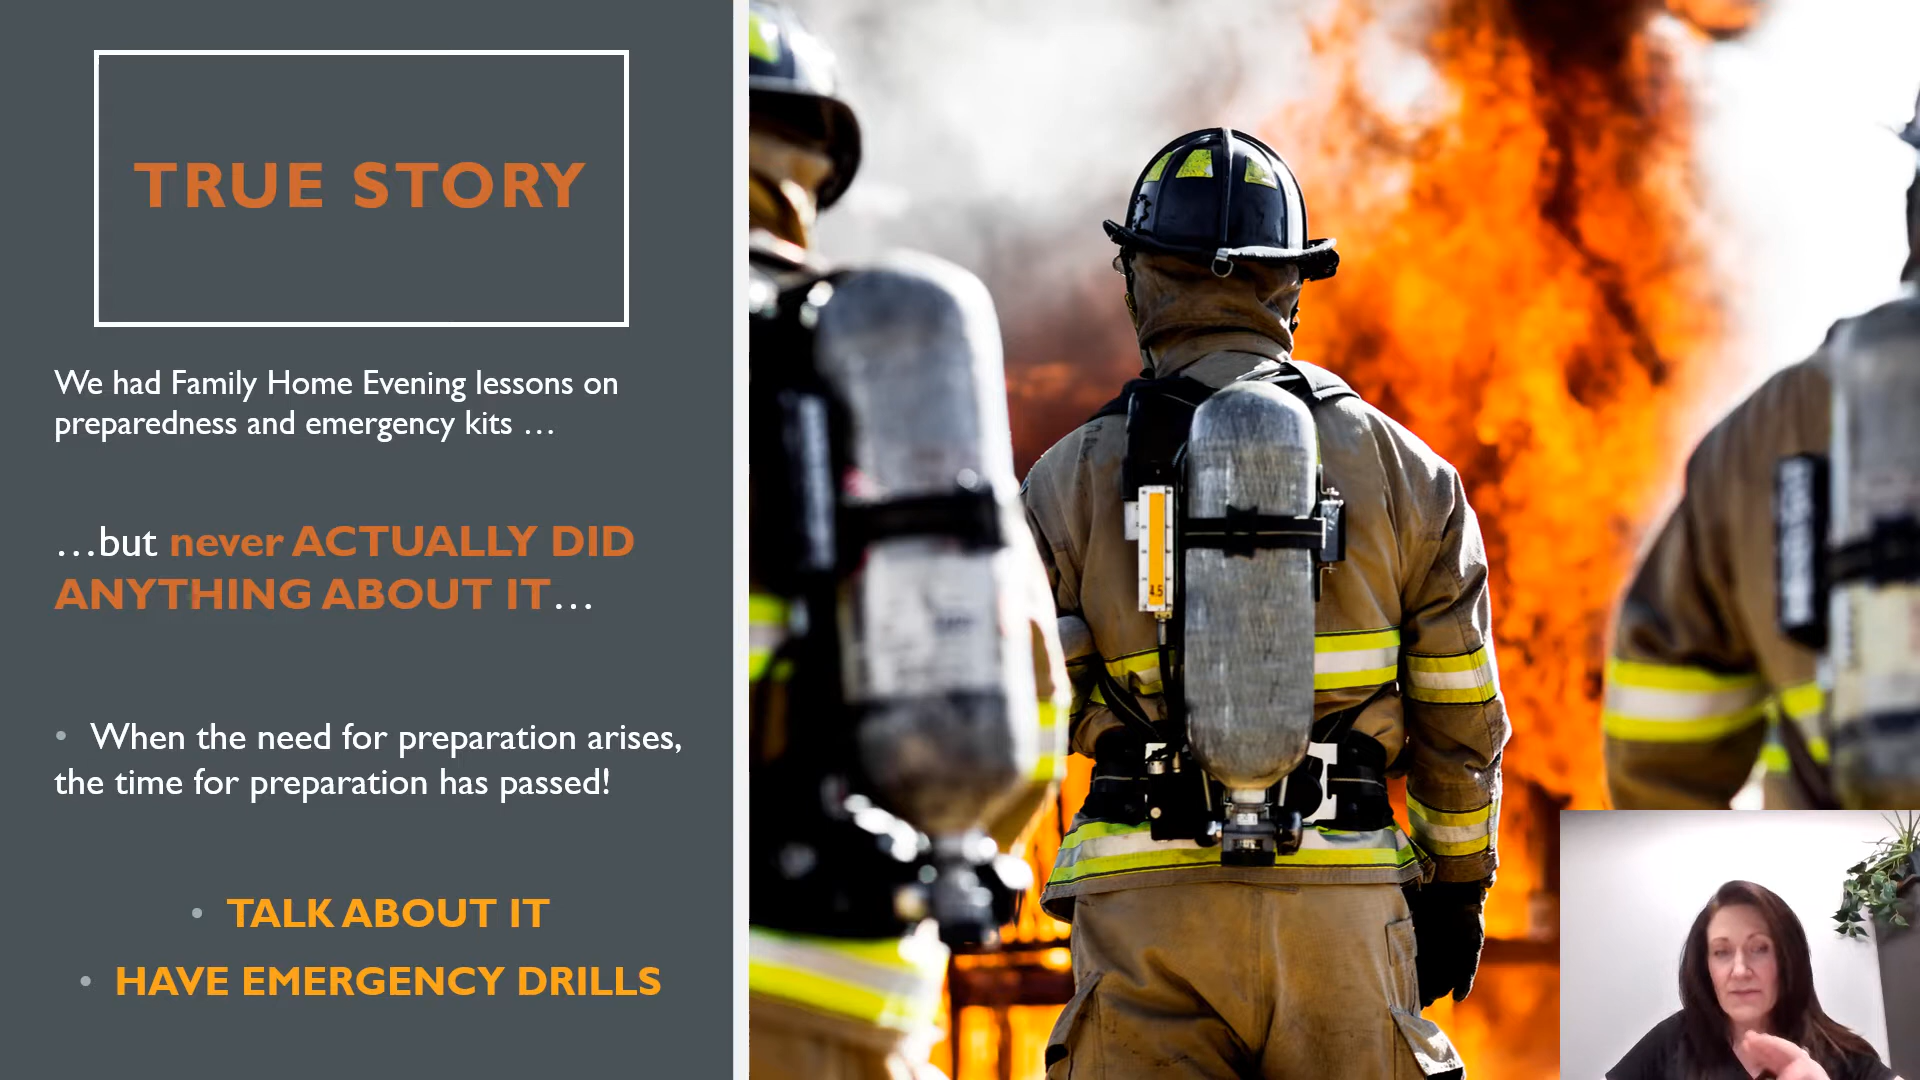 TRUE STORY
We had Family Home Evening lessons on
preparedness and emergency kits …
…but never ACTUALLY DID
ANYTHING ABOUT IT…
• When the need for preparation arises,
the time for preparation has passed!
• TALK ABOUT IT
• HAVE EMERGENCY DRILLS
4.5